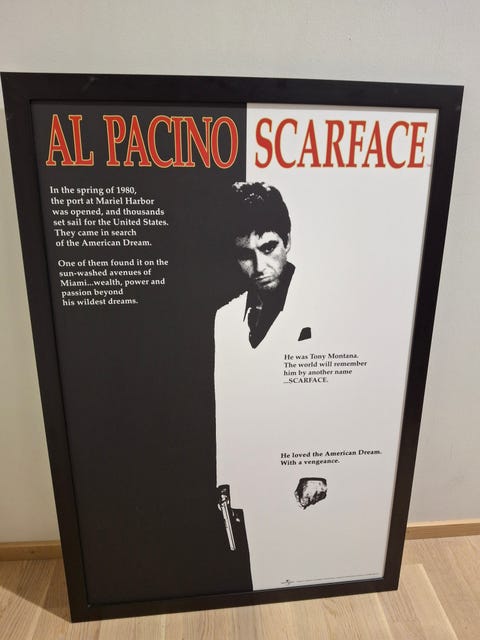 AL PACINO SCARFACE
In the spring of 1980,
the port at Mariel Harbor
was opened, and thousands
set sail for the United States.
They came in search
of the American Dream.
One of them found it on the
sun-washed avenues of
Miami...wealth, power and
passion beyond
his wildest dreams.
He was Tony Montana.
The world will remember
him by another name
...SCARFACE.
He loved the American Dream.
With a vengeance.